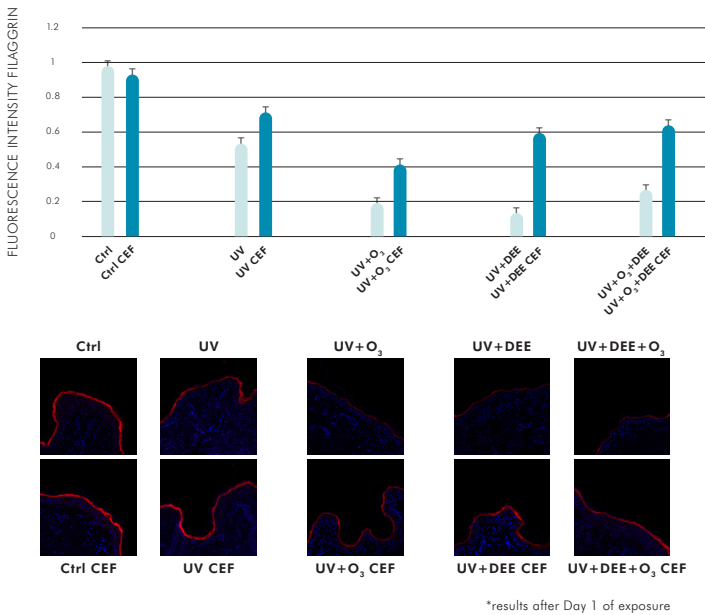 FLUORESCENCE INTENSITY FILAGGRIN
1.2
1
0.8
0.6
0.4
0.2
0
Ctrl
Ctrl CEF
UV
UV CEF
UV+O₃
UV+O₃ CEF
UV+DEE
UV+DEE CEF
UV+O₃+DEE
UV+O₃+DEE CEF
Ctrl UV UV+O₃ UV+DEE UV+DEE+O₃
Ctrl CEF UV CEF UV+O₃ CEF UV+DEE CEF UV+DEE+O₃ CEF
*results after Day 1 of exposure